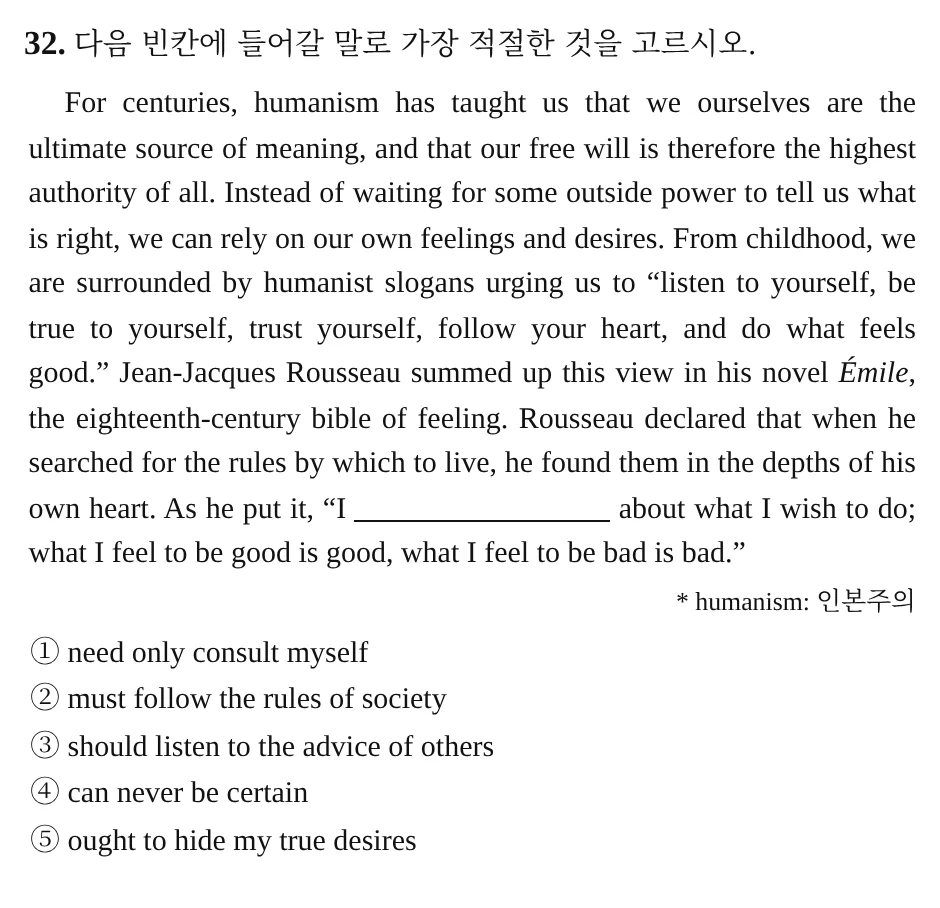 32. 다음 빈칸에 들어갈 말로 가장 적절한 것을 고르시오.
For centuries, humanism has taught us that we ourselves are the
ultimate source of meaning, and that our free will is therefore the highest
authority of all. Instead of waiting for some outside power to tell us what
is right, we can rely on our own feelings and desires. From childhood, we
are surrounded by humanist slogans urging us to “listen to yourself, be
true to yourself, trust yourself, follow your heart, and do what feels
good.” Jean-Jacques Rousseau summed up this view in his novel Émile,
the eighteenth-century bible of feeling. Rousseau declared that when he
searched for the rules by which to live, he found them in the depths of his
own heart. As he put it, “I ________________ about what I wish to do;
what I feel to be good is good, what I feel to be bad is bad.”
* humanism: 인본주의
① need only consult myself
② must follow the rules of society
③ should listen to the advice of others
④ can never be certain
⑤ ought to hide my true desires